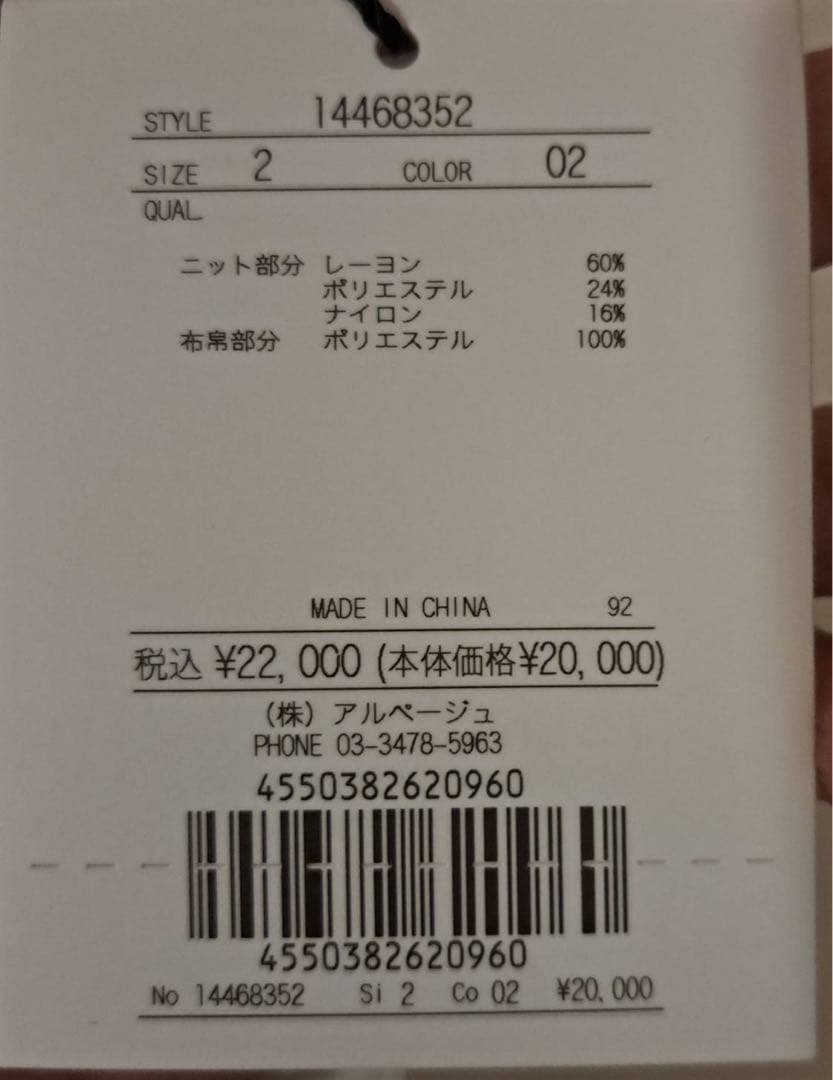 STYLE 14468352
SIZE 2 COLOR 02
QUAL
ニット部分 レーヨン 60%
ポリエステル 24%
ナイロン 16%
布帛部分 ポリエステル 100%
MADE IN CHINA 92
税込 ¥22,000 (本体価格¥20,000)
(株) アルページュ
PHONE 03-3478-5963
4550382620960
4550382620960
No 14468352 Si 2 Co 02 ¥20,000